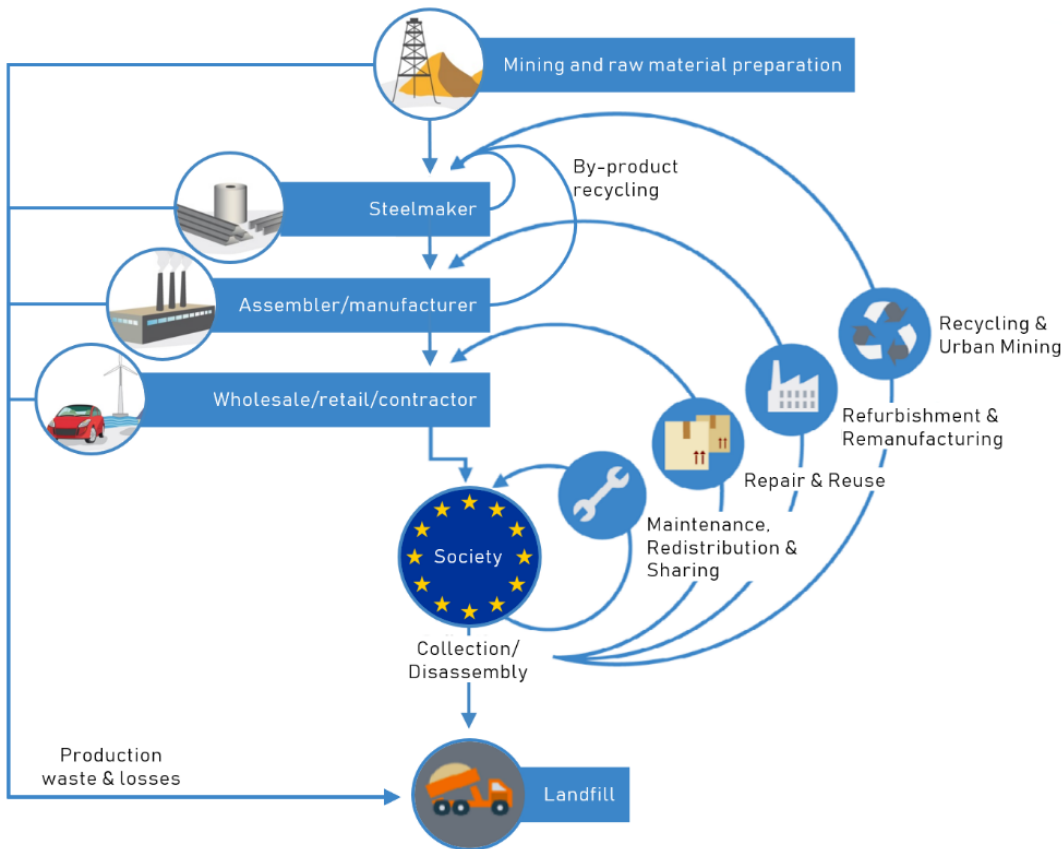 Mining and raw material preparation
By-product
recycling
Steelmaker
Assembler/manufacturer
Recycling &
Urban Mining
Wholesale/retail/contractor
Refurbishment &
Remanufacturing
Repair & Reuse
Maintenance,
Redistribution &
Sharing
Society
Collection/
Disassembly
Production
waste & losses
Landfill